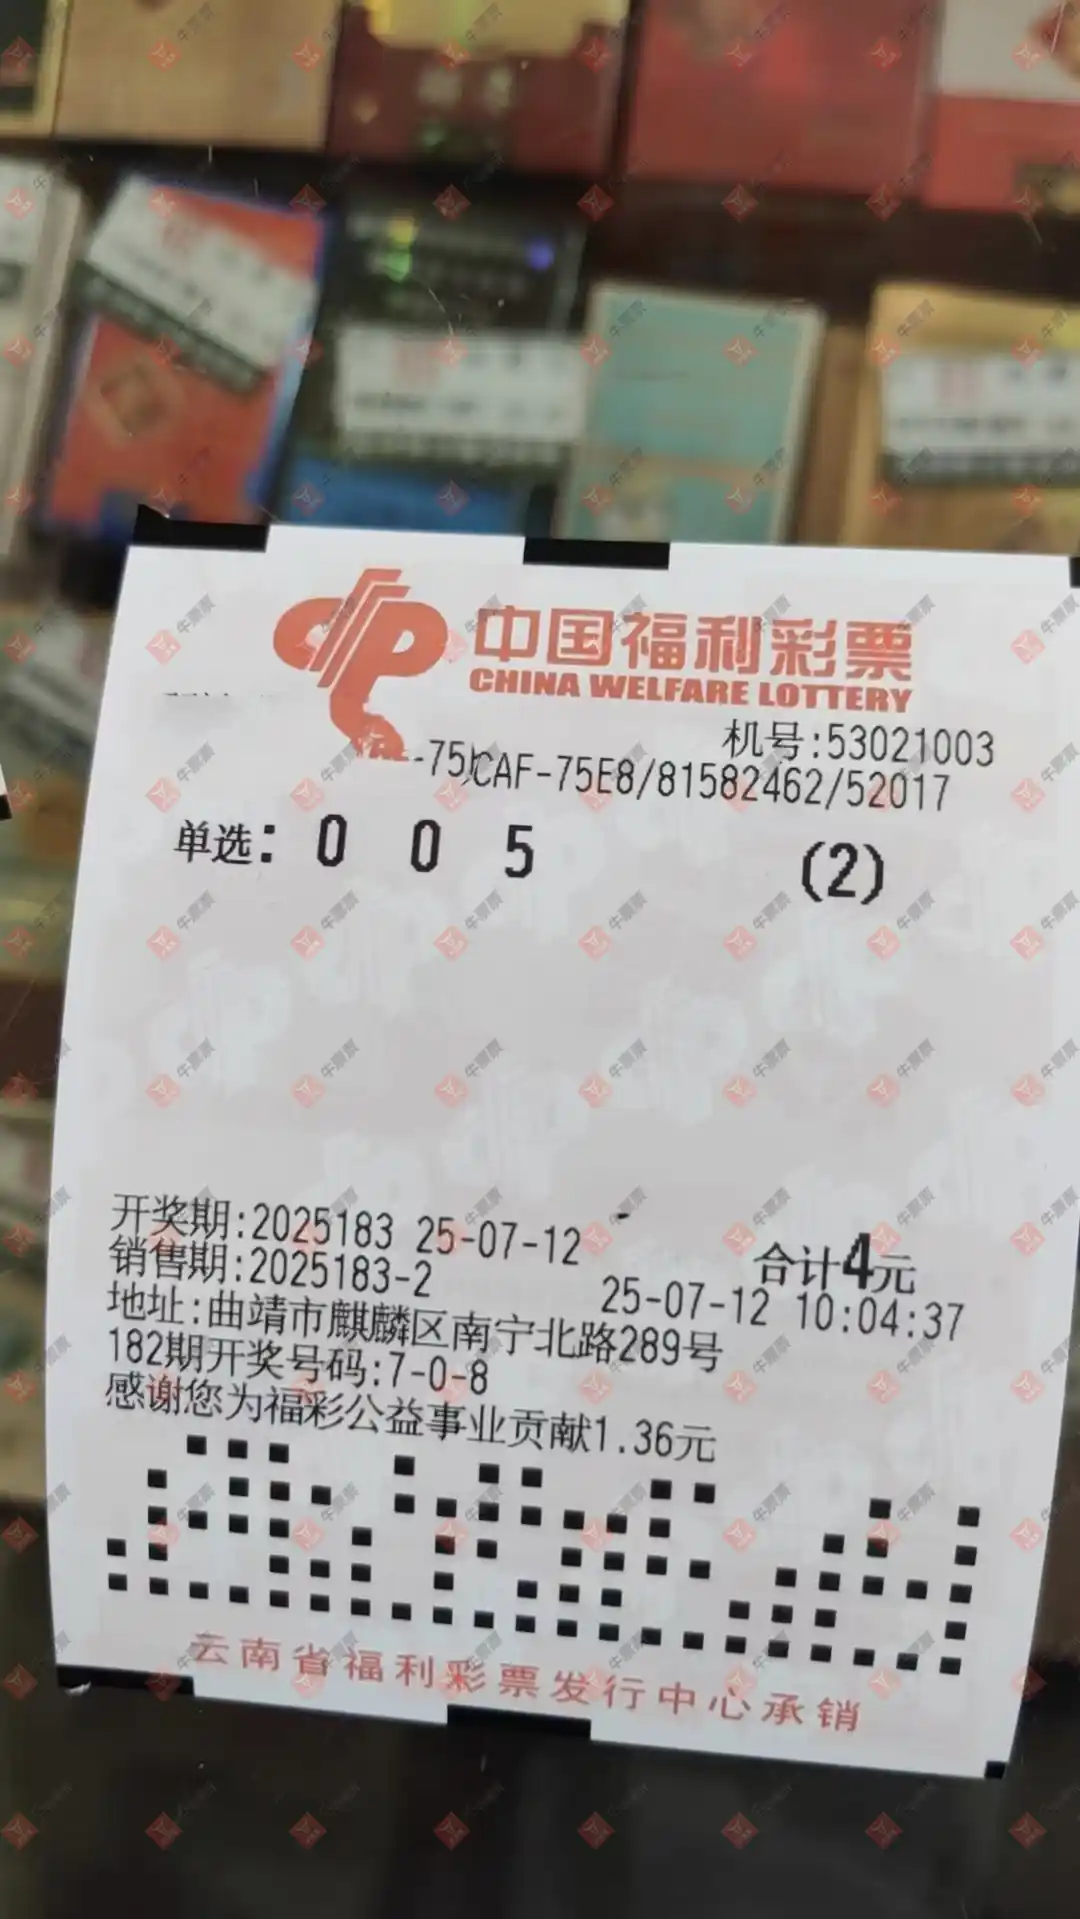 中国福利彩票
CHINA WELFARE LOTTERY
机号:53021003
-75 CAF-75E8/81582462/52017
单选: 0 0 5 (2)
开奖期:2025183 25-07-12 合计4元
销售期:2025183-2 25-07-12 10:04:37
地址:曲靖市麒麟区南宁北路289号
182期开奖号码:7-0-8
感谢您为福彩公益事业贡献1.36元
云南省福利彩票发行中心承销
牛票票